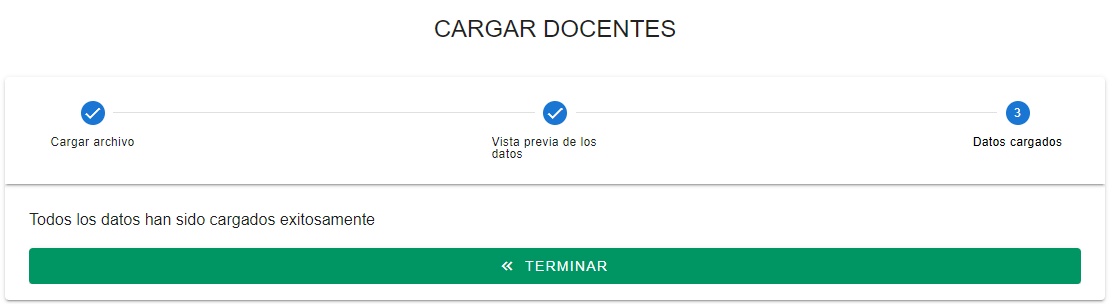 CARGAR DOCENTES
3
Cargar archivo
Vista previa de los
datos
Datos cargados
Todos los datos han sido cargados exitosamente
« TERMINAR